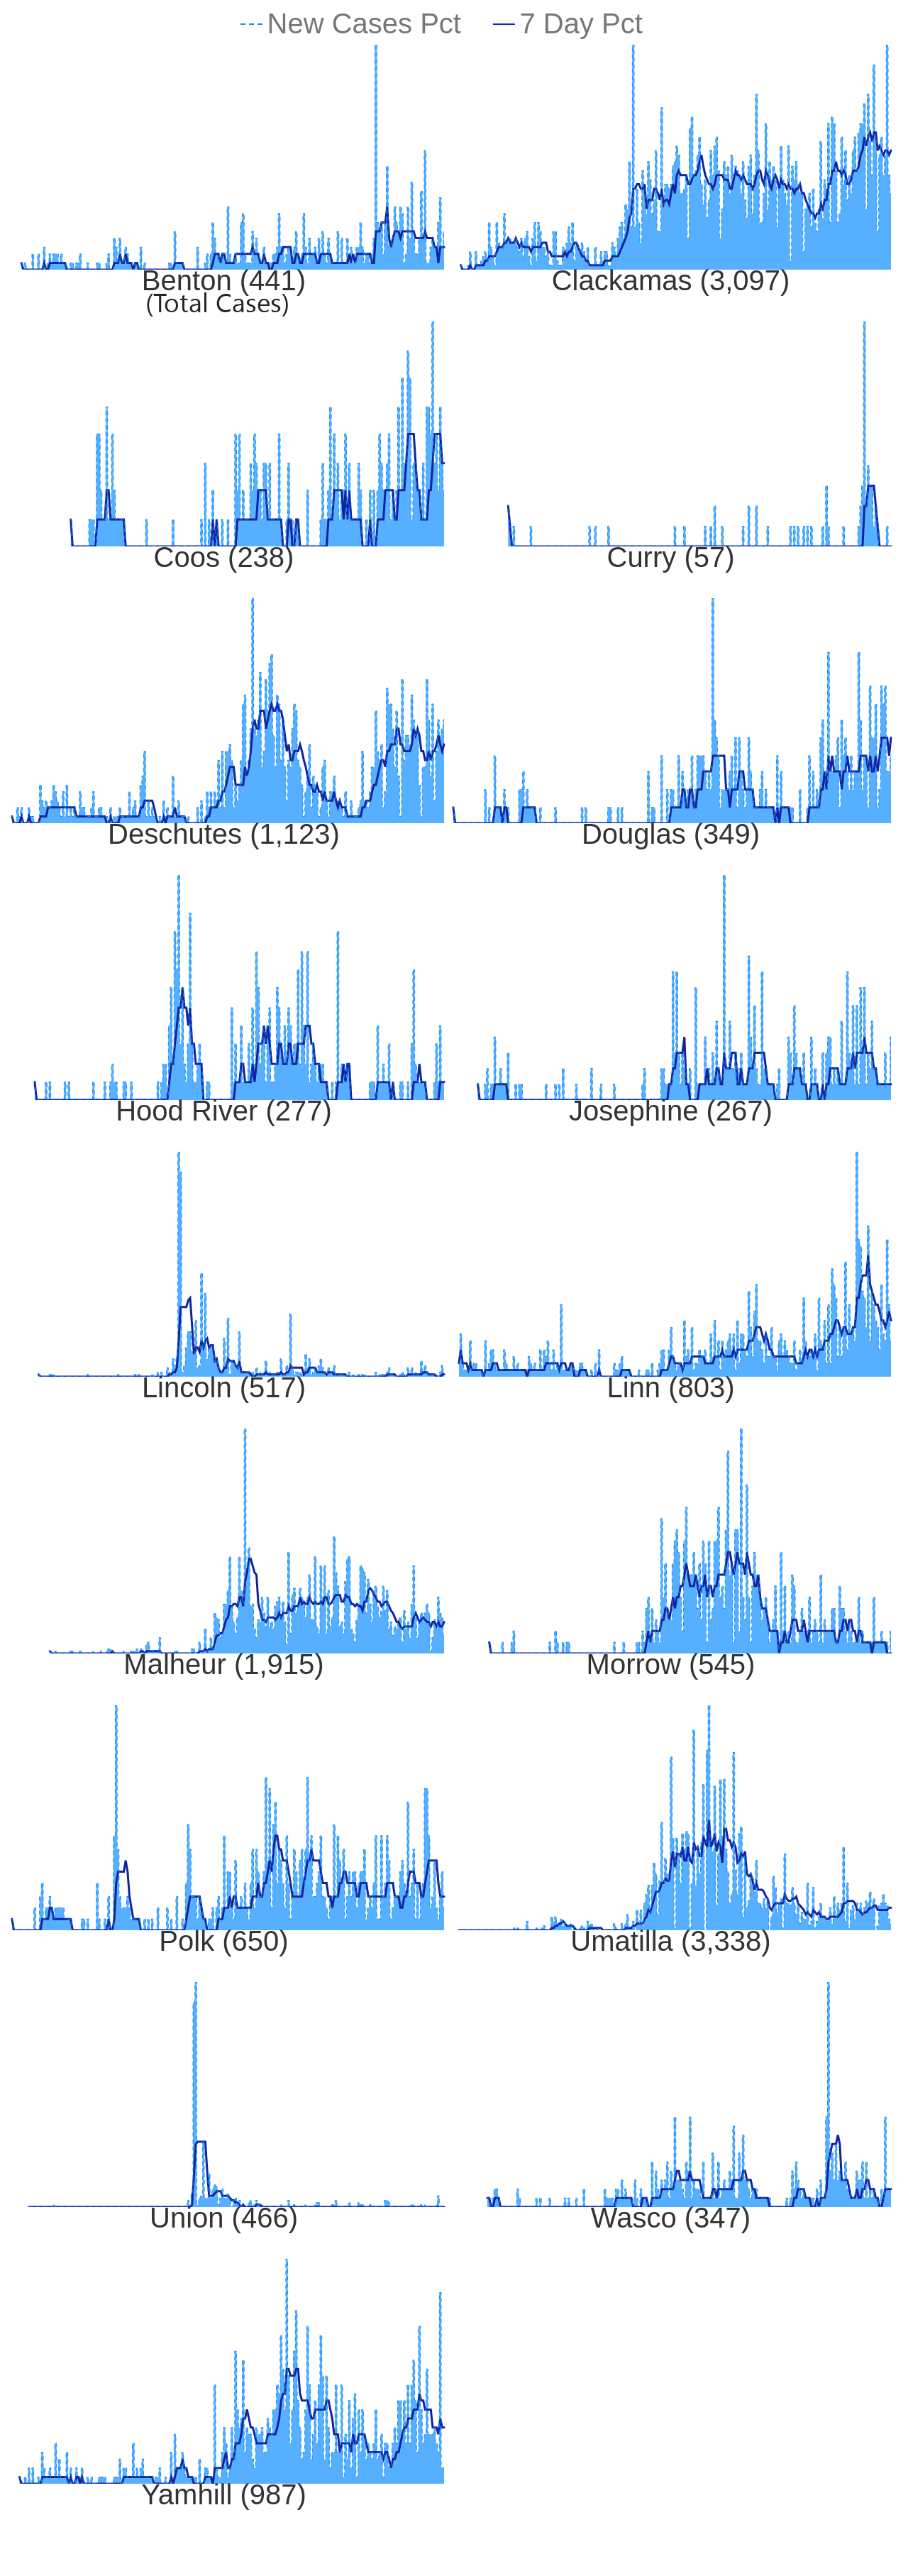 New Cases Pct 7 Day Pct
Benton (441) Clackamas (3,097)
(Total Cases)
Coos (238) Curry (57)
Deschutes (1,123) Douglas (349)
Hood River (277) Josephine (267)
Lincoln (517) Linn (803)
Malheur (1,915) Morrow (545)
Polk (650) Umatilla (3,338)
Union (466) Wasco (347)
Yamhill (987)